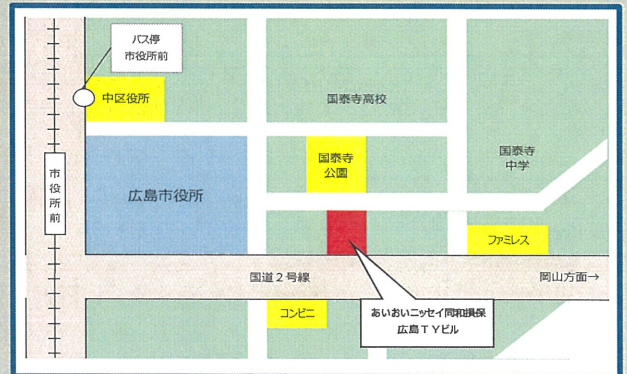 バス停
市役所前
中区役所
国泰寺高校
国泰寺
公園
国泰寺
中学
市役所前
広島市役所
ファミレス
国道２号線
岡山方面→
コンビニ
あいおいニッセイ同和損保
広島ＴＹビル